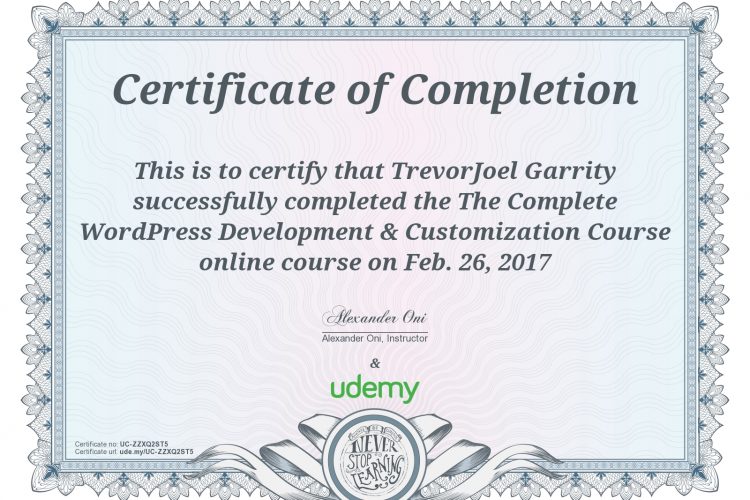 Certificate of Completion
This is to certify that TrevorJoel Garrity
successfully completed the The Complete
WordPress Development & Customization Course
online course on Feb. 26, 2017
Alexander Oni
Alexander Oni, Instructor
&
udemy
Certificate no: UC-ZZXQ2ST5
Certificate url: ude.my/UC-ZZXQ2ST5
NEVER
STOP
LEARNING